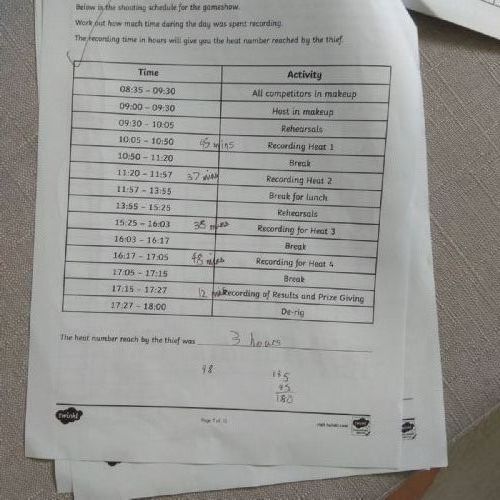 Below is the shooting schedule for the gameshow.
Work out how much time during the day was spent recording.
The recording time in hours will give you the heat number reached by the thief.
Time Activity
08:35 – 09:30 All competitors in makeup
09:00 – 09:30 Host in makeup
09:30 – 10:05 Rehearsals
10:05 – 10:50 45 mins Recording Heat 1
10:50 – 11:20 Break
11:20 – 11:57 37 mins Recording Heat 2
11:57 – 13:55 Break for lunch
13:55 – 15:25 Rehearsals
15:25 – 16:03 38 mins Recording for Heat 3
16:03 – 16:17 Break
16:17 – 17:05 48 mins Recording for Heat 4
17:05 – 17:15 Break
17:15 – 17:27 12 Recording of Results and Prize Giving
17:27 – 18:00 De-rig
The heat number reach by the thief was 3 hours
98
45
180
twinkl
Page 7 of 12
visit twinkl.com
twinkl